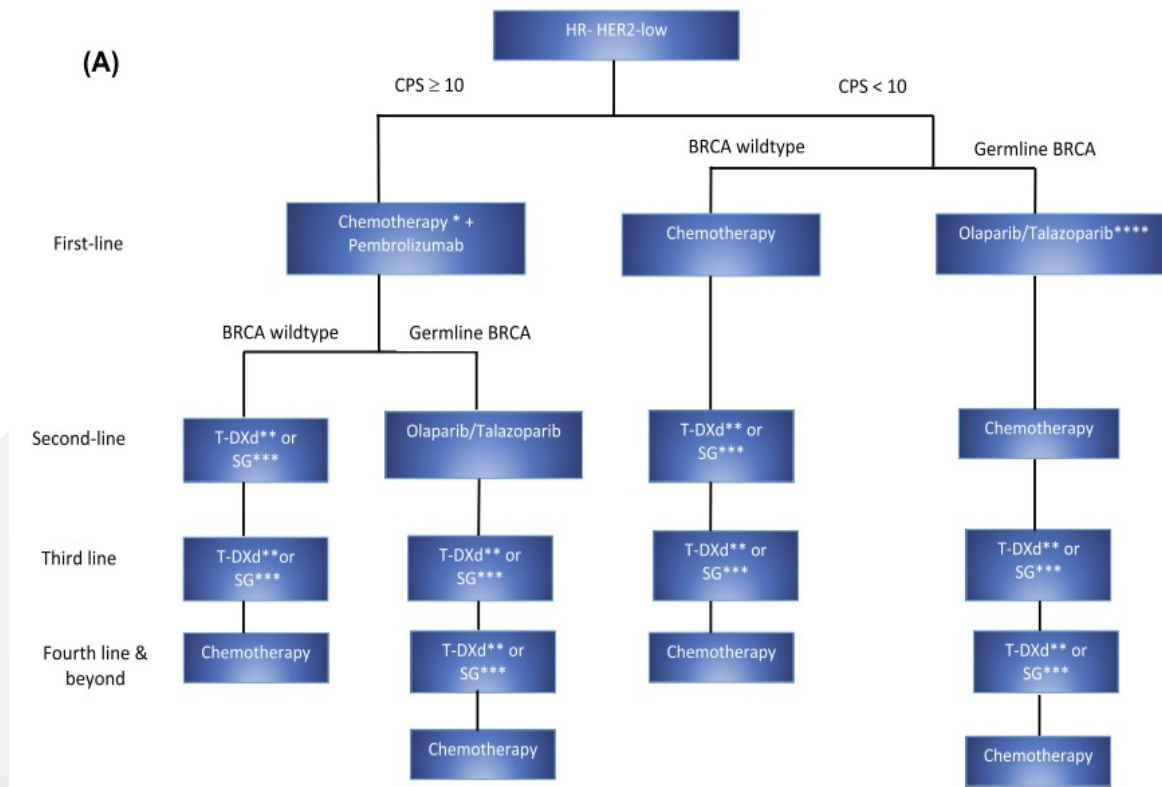 HR- HER2-low
(A)
CPS ≥ 10
CPS < 10
BRCA wildtype
Germline BRCA
First-line
Chemotherapy * +
Pembrolizumab
Chemotherapy
Olaparib/Talazoparib****
BRCA wildtype
Germline BRCA
Second-line
T-DXd** or
SG***
Olaparib/Talazoparib
T-DXd** or
SG***
Chemotherapy
Third line
T-DXd**or
SG***
T-DXd** or
SG***
T-DXd** or
SG***
T-DXd** or
SG***
Fourth line &
beyond
Chemotherapy
T-DXd** or
SG***
Chemotherapy
T-DXd** or
SG***
Chemotherapy
Chemotherapy